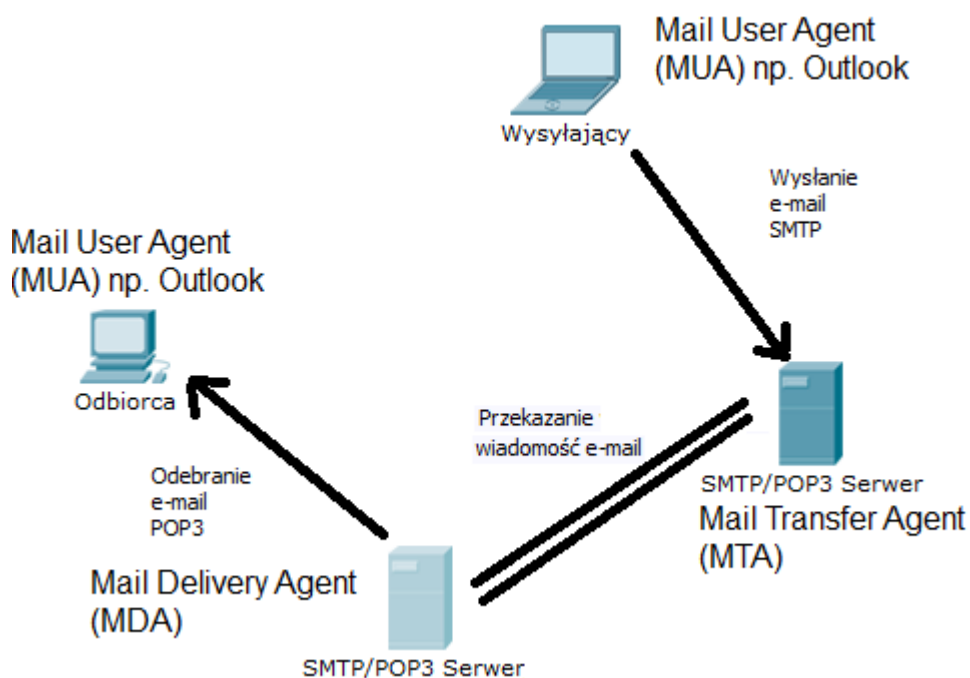 Mail User Agent
(MUA) np. Outlook
Wysyłający
Wysłanie
e-mail
SMTP
Mail User Agent
(MUA) np. Outlook
Odbiorca
Przekazanie
wiadomość e-mail
Odebranie
e-mail
POP3
SMTP/POP3 Serwer
Mail Transfer Agent
(MTA)
Mail Delivery Agent
(MDA)
SMTP/POP3 Serwer